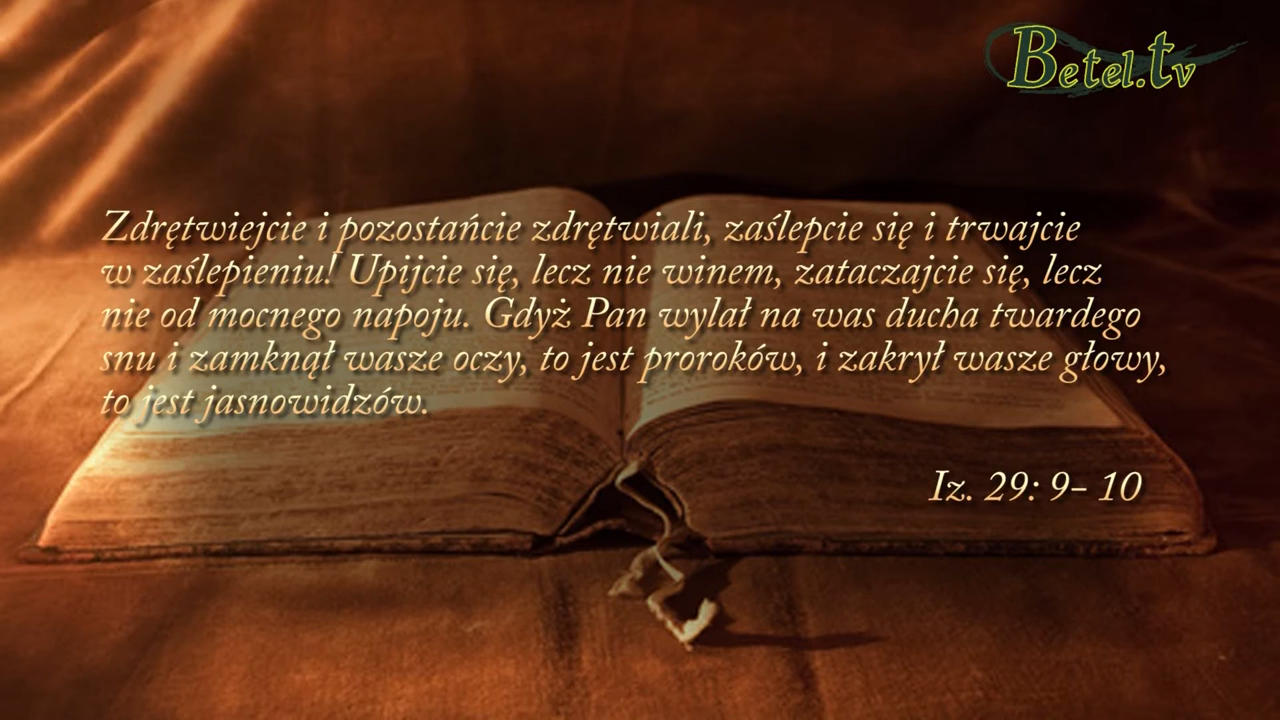 Betel.tv
Zdrętwiejcie i pozostańcie zdrętwiali, zaślepcie się i trwajcie
w zaślepieniu! Upijcie się, lecz nie winem, zataczajcie się, lecz
nie od mocnego napoju. Gdyż Pan wylał na was ducha twardego
snu i zamknął wasze oczy, to jest proroków, i zakrył wasze głowy,
to jest jasnowidzów.
Iz. 29: 9- 10